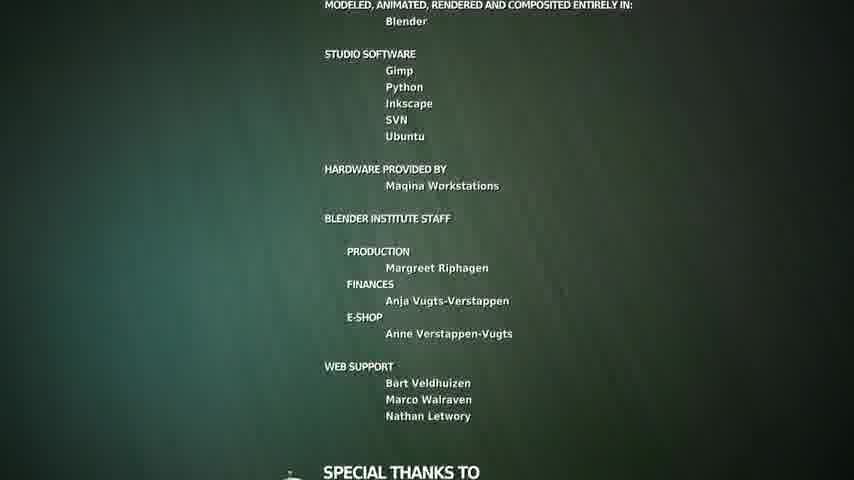 MODELED, ANIMATED, RENDERED AND COMPOSITED ENTIRELY IN:
Blender
STUDIO SOFTWARE
Gimp
Python
Inkscape
SVN
Ubuntu
HARDWARE PROVIDED BY
Maqina Workstations
BLENDER INSTITUTE STAFF
PRODUCTION
Margreet Riphagen
FINANCES
Anja Vugts-Verstappen
E-SHOP
Anne Verstappen-Vugts
WEB SUPPORT
Bart Veldhuizen
Marco Walraven
Nathan Letwory
SPECIAL THANKS TO